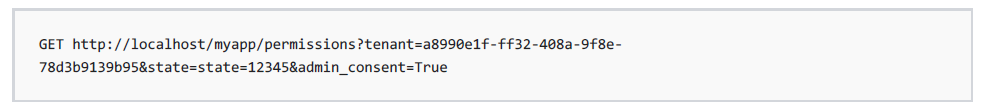 GET http://localhost/myapp/permissions?tenant=a8990e1f-ff32-408a-9f8e-
78d3b9139b95&state=state=12345&admin_consent=True